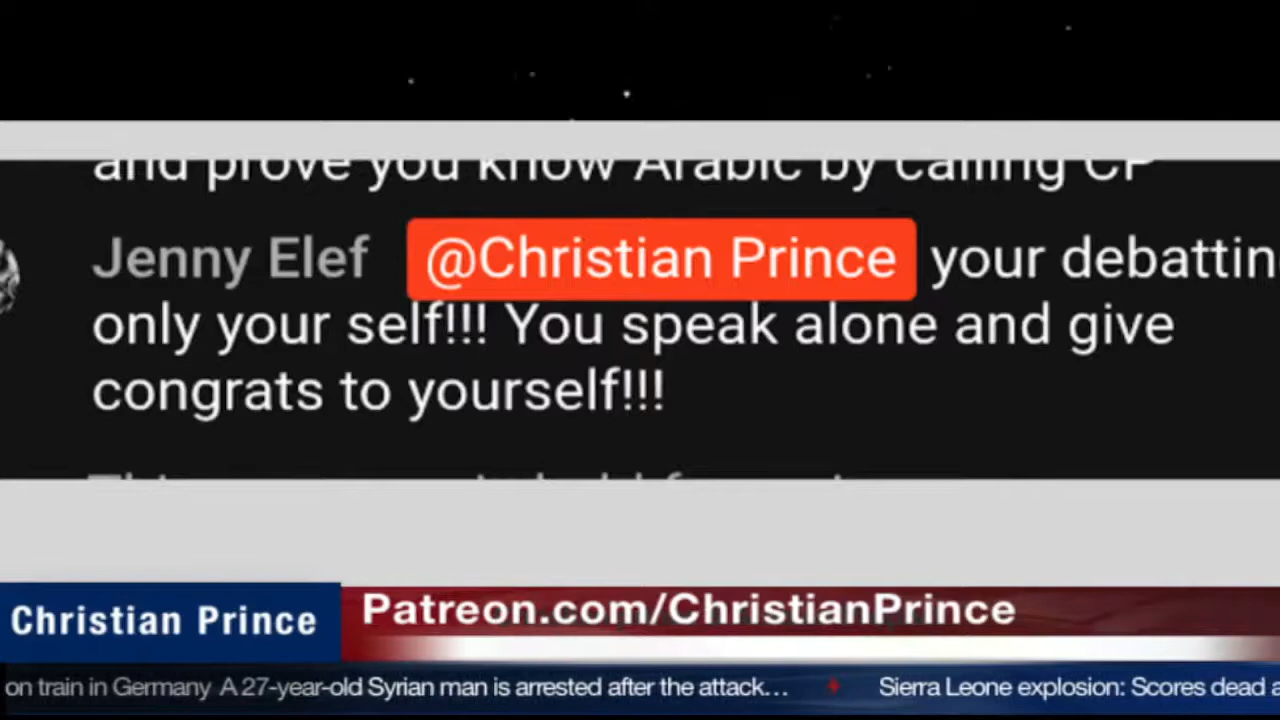 and prove you know Arabic by calling CP
Jenny Elef @Christian Prince your debattin
only your self!!! You speak alone and give
congrats to yourself!!!
Christian Prince
Patreon.com/ChristianPrince
on train in Germany A 27-year-old Syrian man is arrested after the attack... Sierra Leone explosion: Scores dead a